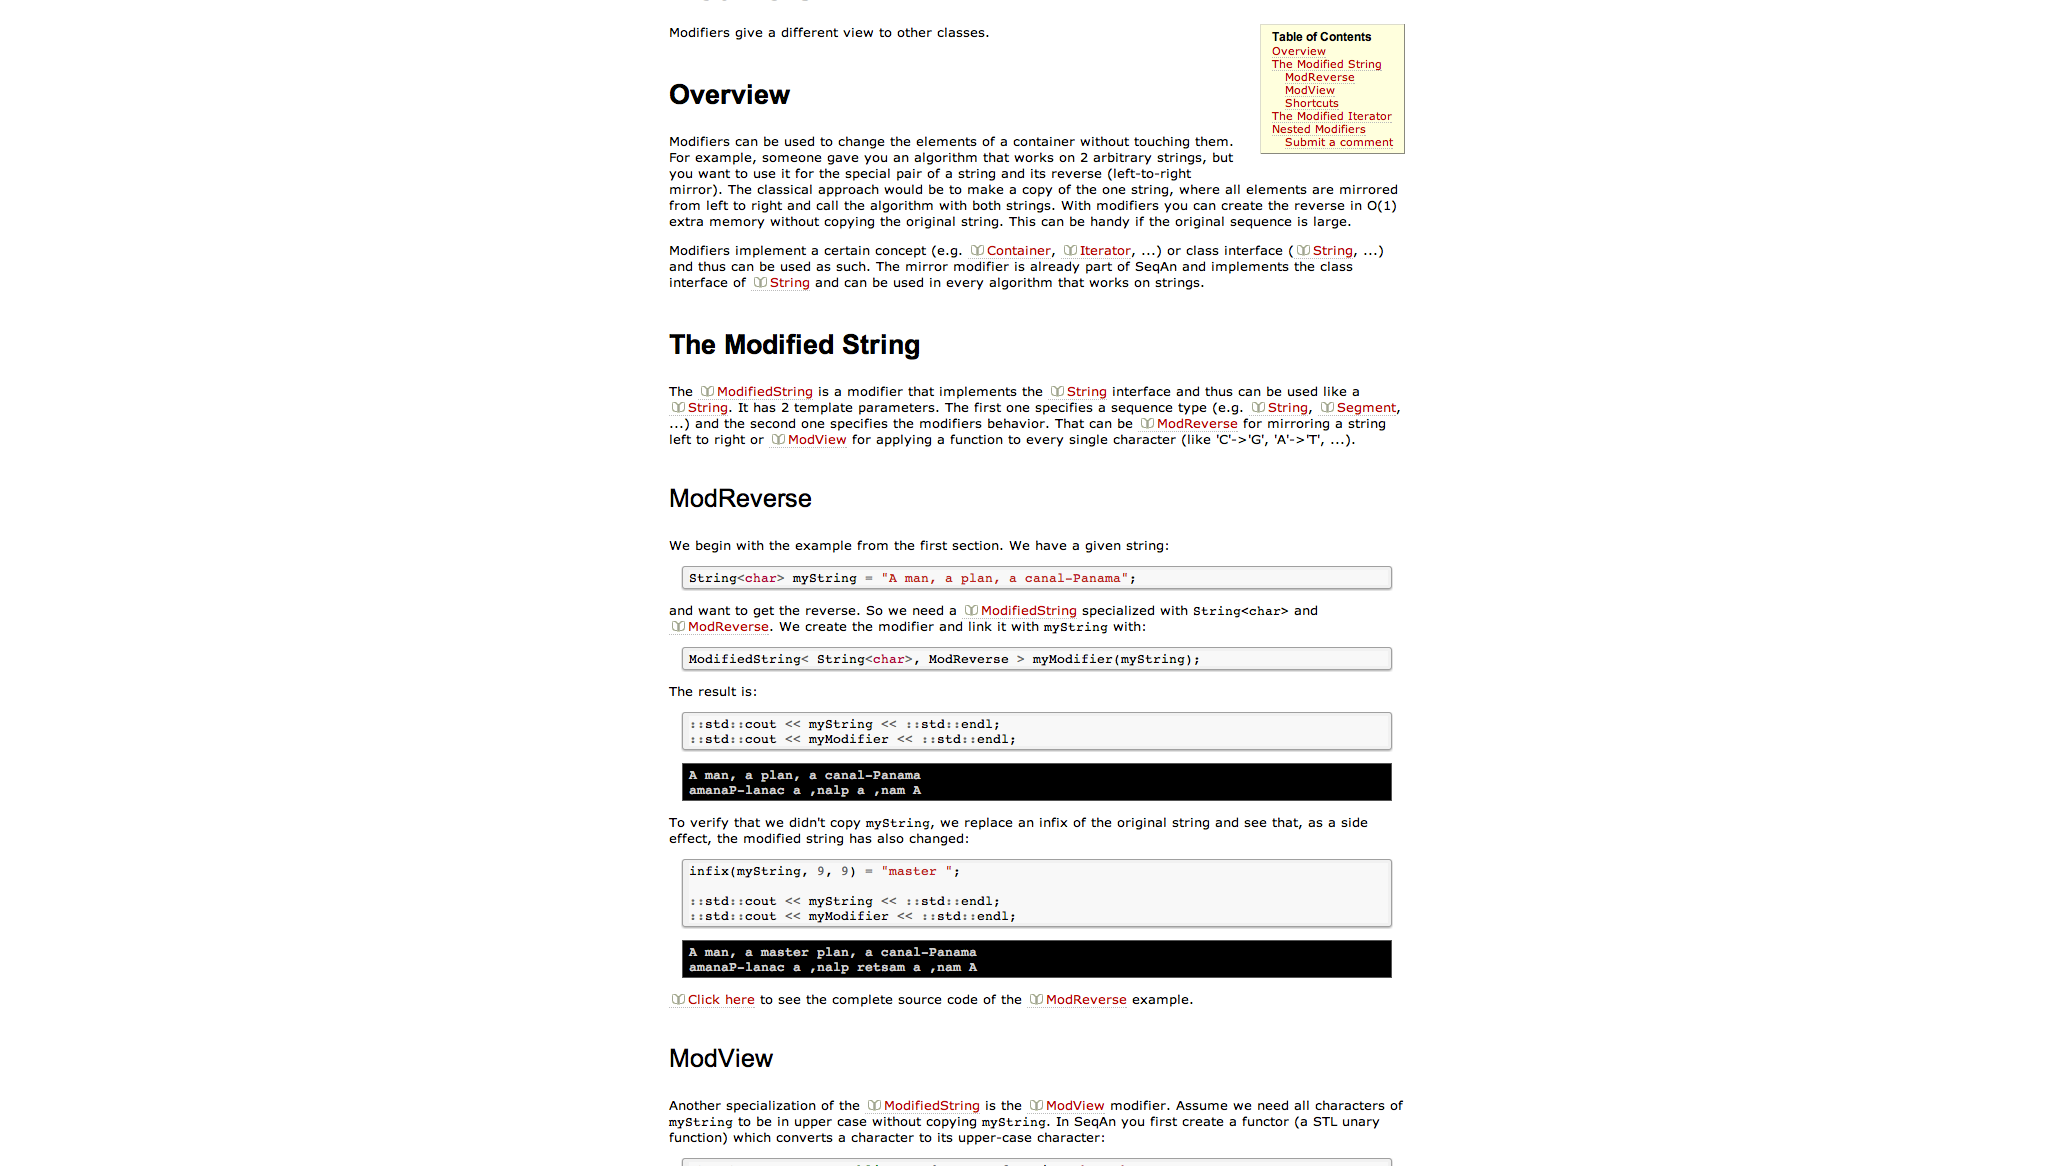 Modifiers give a different view to other classes.
Table of Contents
Overview
The Modified String
ModReverse
ModView
Shortcuts
The Modified Iterator
Nested Modifiers
Submit a comment
Overview
Modifiers can be used to change the elements of a container without touching them.
For example, someone gave you an algorithm that works on 2 arbitrary strings, but
you want to use it for the special pair of a string and its reverse (left-to-right
mirror). The classical approach would be to make a copy of the one string, where all elements are mirrored
from left to right and call the algorithm with both strings. With modifiers you can create the reverse in O(1)
extra memory without copying the original string. This can be handy if the original sequence is large.
Modifiers implement a certain concept (e.g. Container, Iterator, ...) or class interface ( String, ...)
and thus can be used as such. The mirror modifier is already part of SeqAn and implements the class
interface of String and can be used in every algorithm that works on strings.
The Modified String
The ModifiedString is a modifier that implements the String interface and thus can be used like a
String. It has 2 template parameters. The first one specifies a sequence type (e.g. String, Segment,
...) and the second one specifies the modifiers behavior. That can be ModReverse for mirroring a string
left to right or ModView for applying a function to every single character (like 'C'->'G', 'A'->'T', ...).
ModReverse
We begin with the example from the first section. We have a given string:
String<char> myString = "A man, a plan, a canal-Panama";
and want to get the reverse. So we need a ModifiedString specialized with String<char> and
ModReverse. We create the modifier and link it with myString with:
ModifiedString< String<char>, ModReverse > myModifier(myString);
The result is:
::std::cout << myString << ::std::endl;
::std::cout << myModifier << ::std::endl;
A man, a plan, a canal-Panama
amanaP-lanac a ,nalp a ,nam A
To verify that we didn't copy myString, we replace an infix of the original string and see that, as a side
effect, the modified string has also changed:
infix(myString, 9, 9) = "master ";
::std::cout << myString << ::std::endl;
::std::cout << myModifier << ::std::endl;
A man, a master plan, a canal-Panama
amanaP-lanac a ,nalp retsam a ,nam A
Click here to see the complete source code of the ModReverse example.
ModView
Another specialization of the ModifiedString is the ModView modifier. Assume we need all characters of
myString to be in upper case without copying myString. In SeqAn you first create a functor (a STL unary
function) which converts a character to its upper-case character: